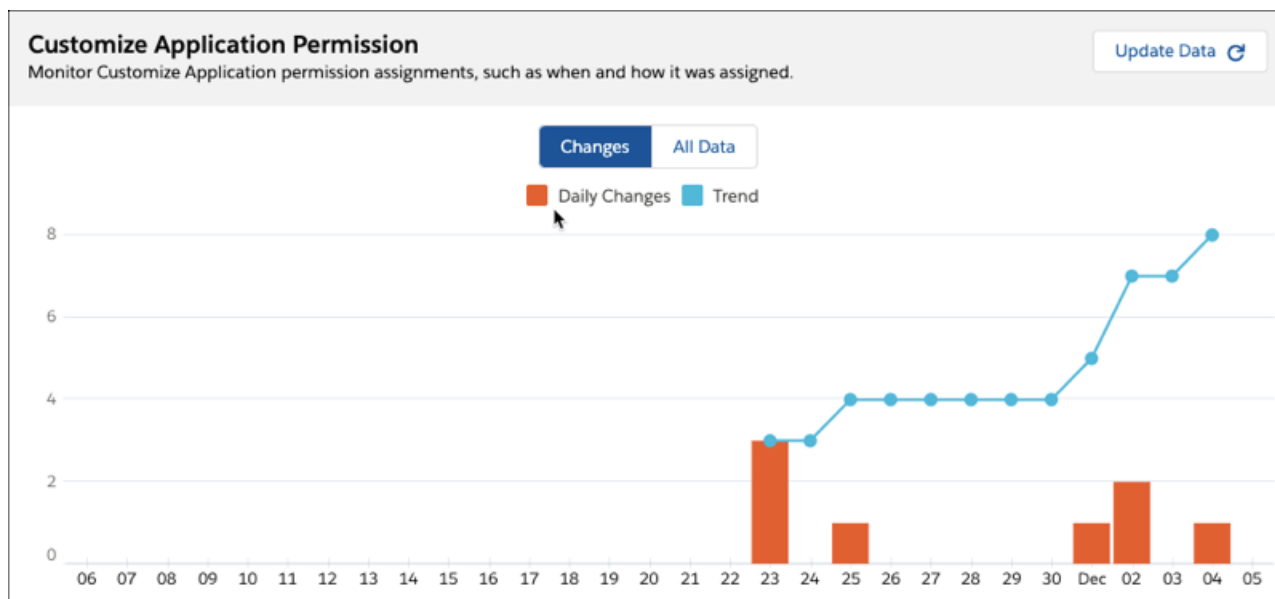 Customize Application Permission
Monitor Customize Application permission assignments, such as when and how it was assigned.
Update Data
Changes All Data
Daily Changes Trend
8
6
4
2
0
06 07 08 09 10 11 12 13 14 15 16 17 18 19 20 21 22 23 24 25 26 27 28 29 30 Dec 02 03 04 05